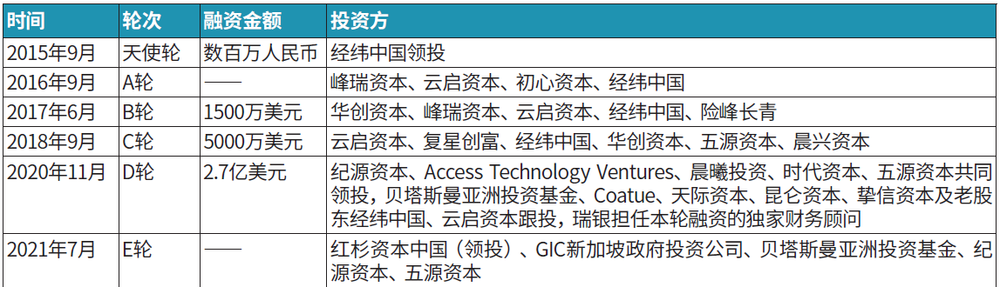 时间 轮次 融资金额 投资方
2015年9月 天使轮 数百万人民币 经纬中国领投
2016年9月 A轮 —— 峰瑞资本、云启资本、初心资本、经纬中国
2017年6月 B轮 1500万美元 华创资本、峰瑞资本、云启资本、经纬中国、险峰长青
2018年9月 C轮 5000万美元 云启资本、复星创富、经纬中国、华创资本、五源资本、晨兴资本
2020年11月 D轮 2.7亿美元 纪源资本、Access Technology Ventures、晨曦投资、时代资本、五源资本共同
领投，贝塔斯曼亚洲投资基金、Coatue、天际资本、昆仑资本、挚信资本及老股
东经纬中国、云启资本跟投，瑞银担任本轮融资的独家财务顾问
2021年7月 E轮 —— 红杉资本中国（领投）、GIC新加坡政府投资公司、贝塔斯曼亚洲投资基金、纪
源资本、五源资本